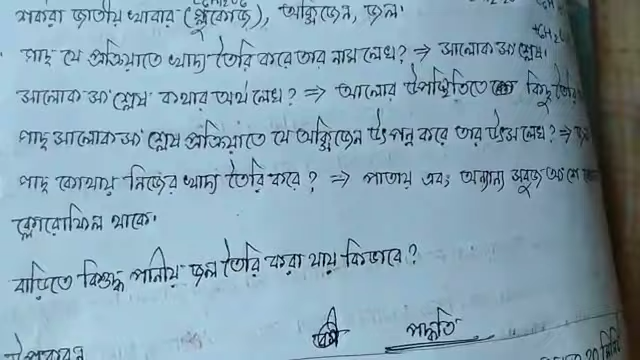 শর্করা জাতীয় খাবার (গ্লুকোজ), অক্সিজেন, জল।
গাছ যে প্রক্রিয়াতে খাদ্য তৈরি করে তার নাম লেখ? ⇒ আলোক সংশ্লেষ।
আলোক সংশ্লেষ কথার অর্থ লেখ? ⇒ আলোর উপস্থিতিতে কিছু তৈরি
গাছ আলোক সংশ্লেষ প্রক্রিয়াতে যে অক্সিজেন উৎপন্ন করে তার উৎস লেখ? ⇒
গাছ কোথায় নিজের খাদ্য তৈরি করে? ⇒ পাতায় এবং অন্যান্য সবুজ অংশে
ক্লোরোফিল থাকে।
বাড়িতে বিশুদ্ধ পানীয় জল তৈরি করা যায় কিভাবে?
পদ্ধতি
উপকরণ